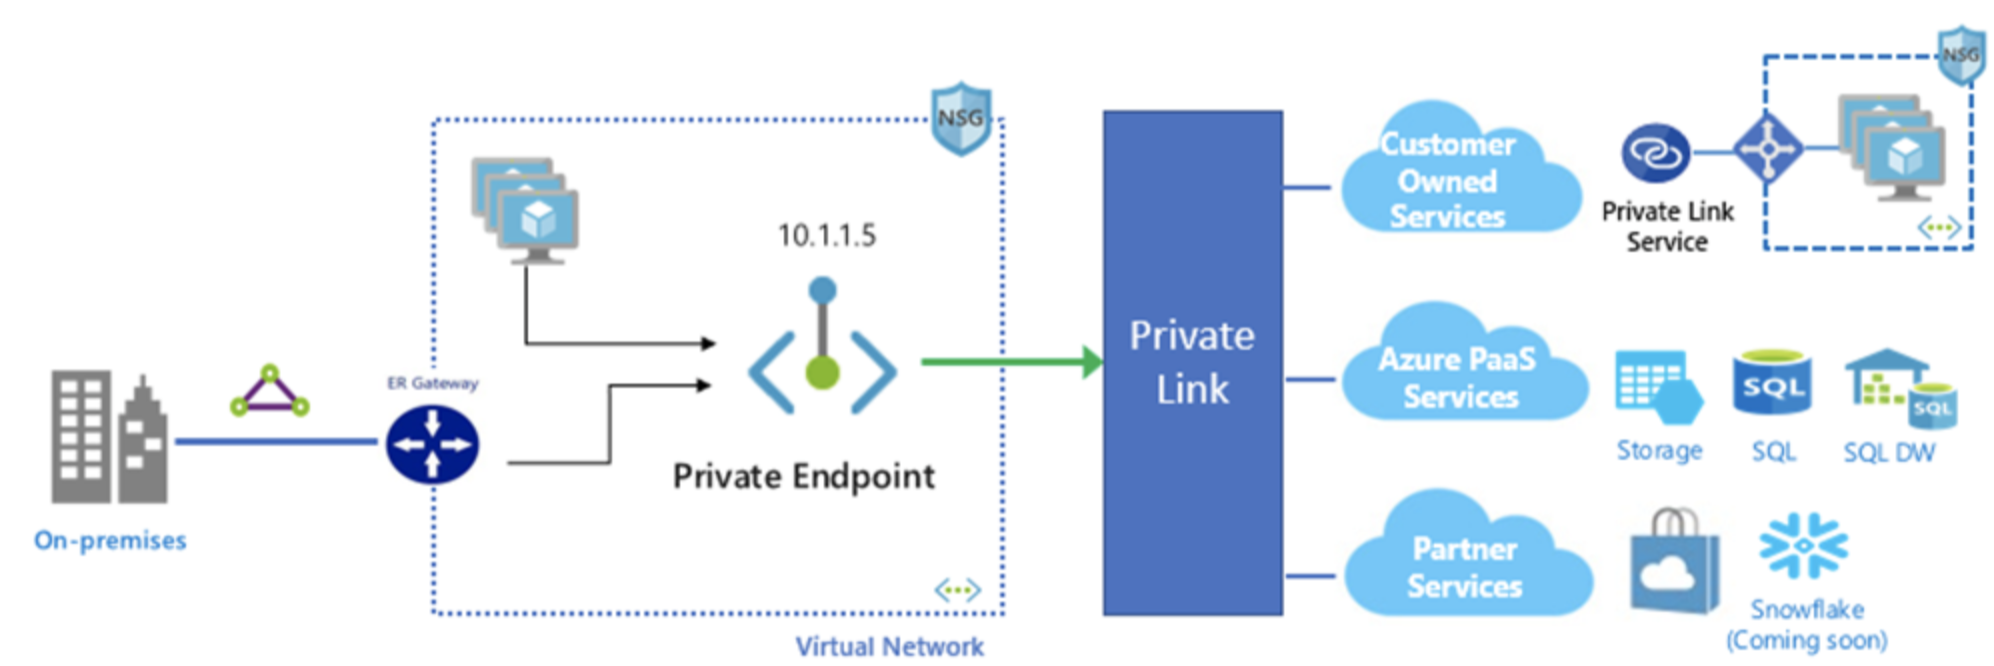 NSG
10.1.1.5
ER Gateway
Private Endpoint
On-premises
Virtual Network
Private
Link
Customer
Owned
Services
Private Link
Service
NSG
Azure PaaS
Services
SQL
SQL
Storage
SQL
SQL DW
Partner
Services
Snowflake
(Coming soon)